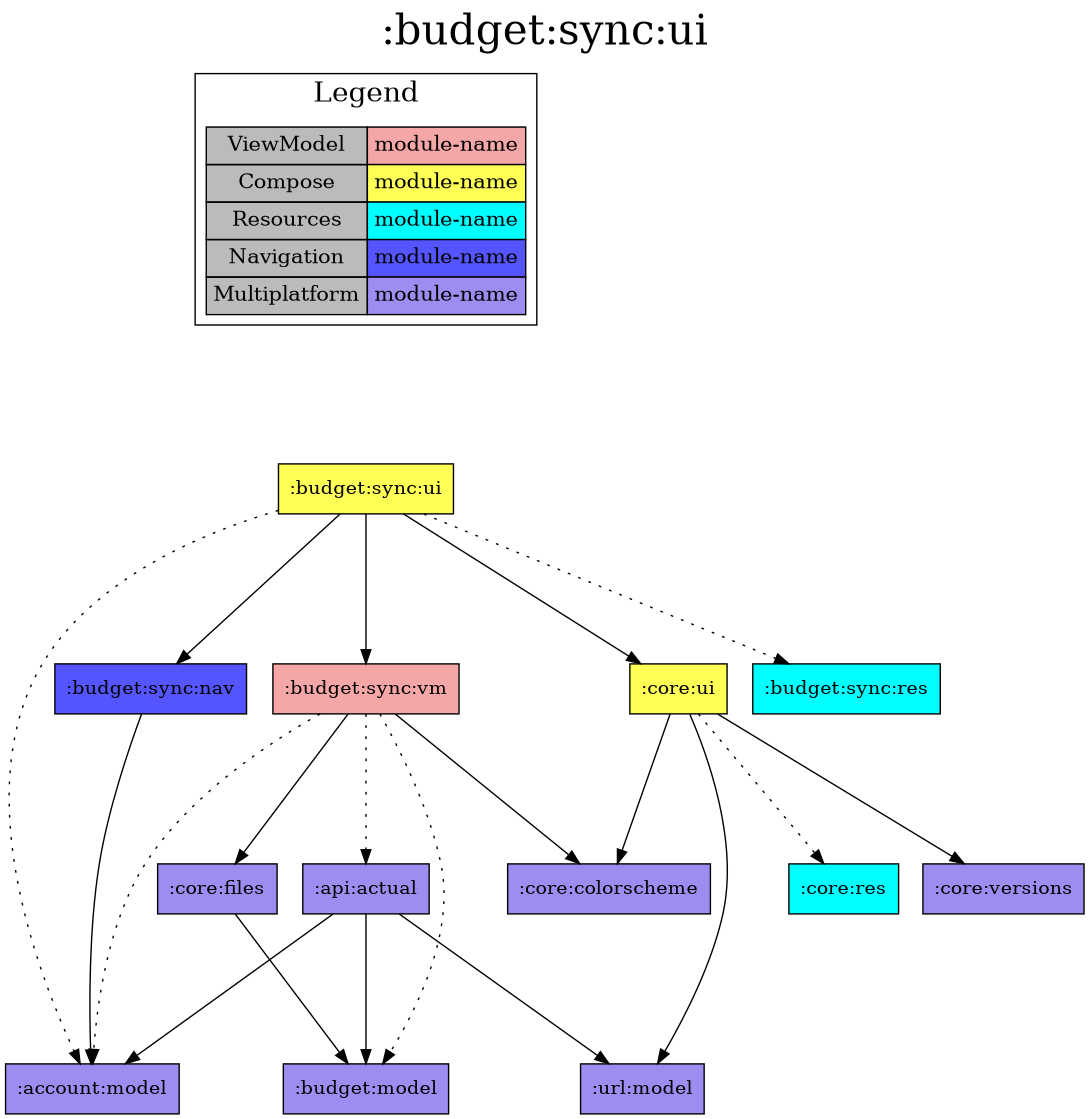 :budget:sync:ui
Legend
ViewModel module-name
Compose module-name
Resources module-name
Navigation module-name
Multiplatform module-name
:budget:sync:ui
:budget:sync:nav
:budget:sync:vm
:core:ui
:budget:sync:res
:core:files
:api:actual
:core:colorscheme
:core:res
:core:versions
:account:model
:budget:model
:url:model